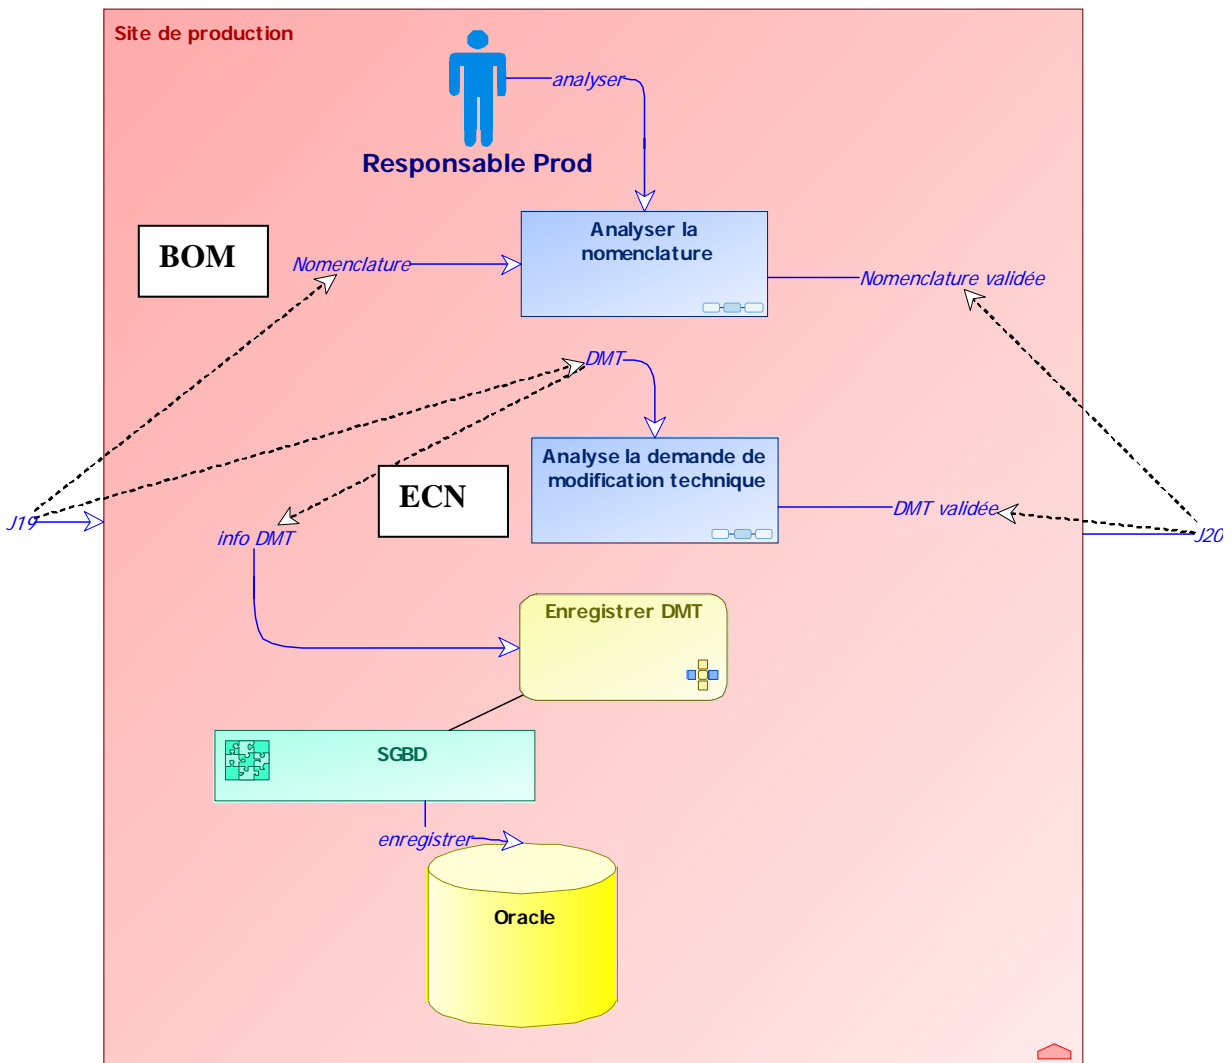 Site de production
analyser
Responsable Prod
BOM
Nomenclature
Analyser la
nomenclature
Nomenclature validée
DMT
ECN
Analyse la demande de
modification technique
DMT validée
J19
J20
info DMT
Enregistrer DMT
SGBD
enregistrer
Oracle